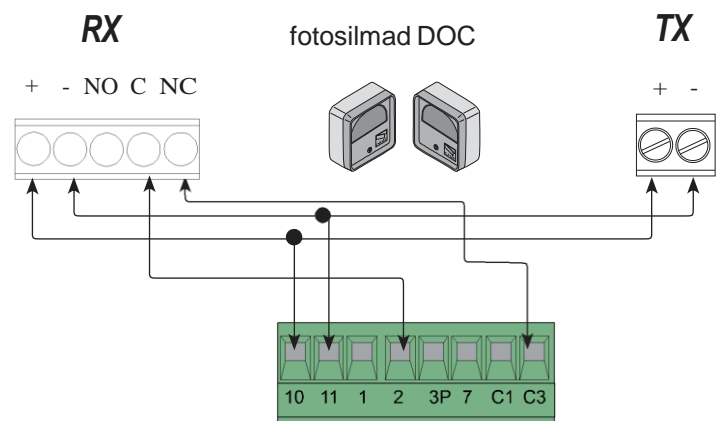 RX fotosilmad DOC TX
+ - NO C NC + -
10 11 1 2 3P 7 C1 C3